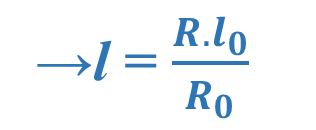 →l = R.l₀ / R₀